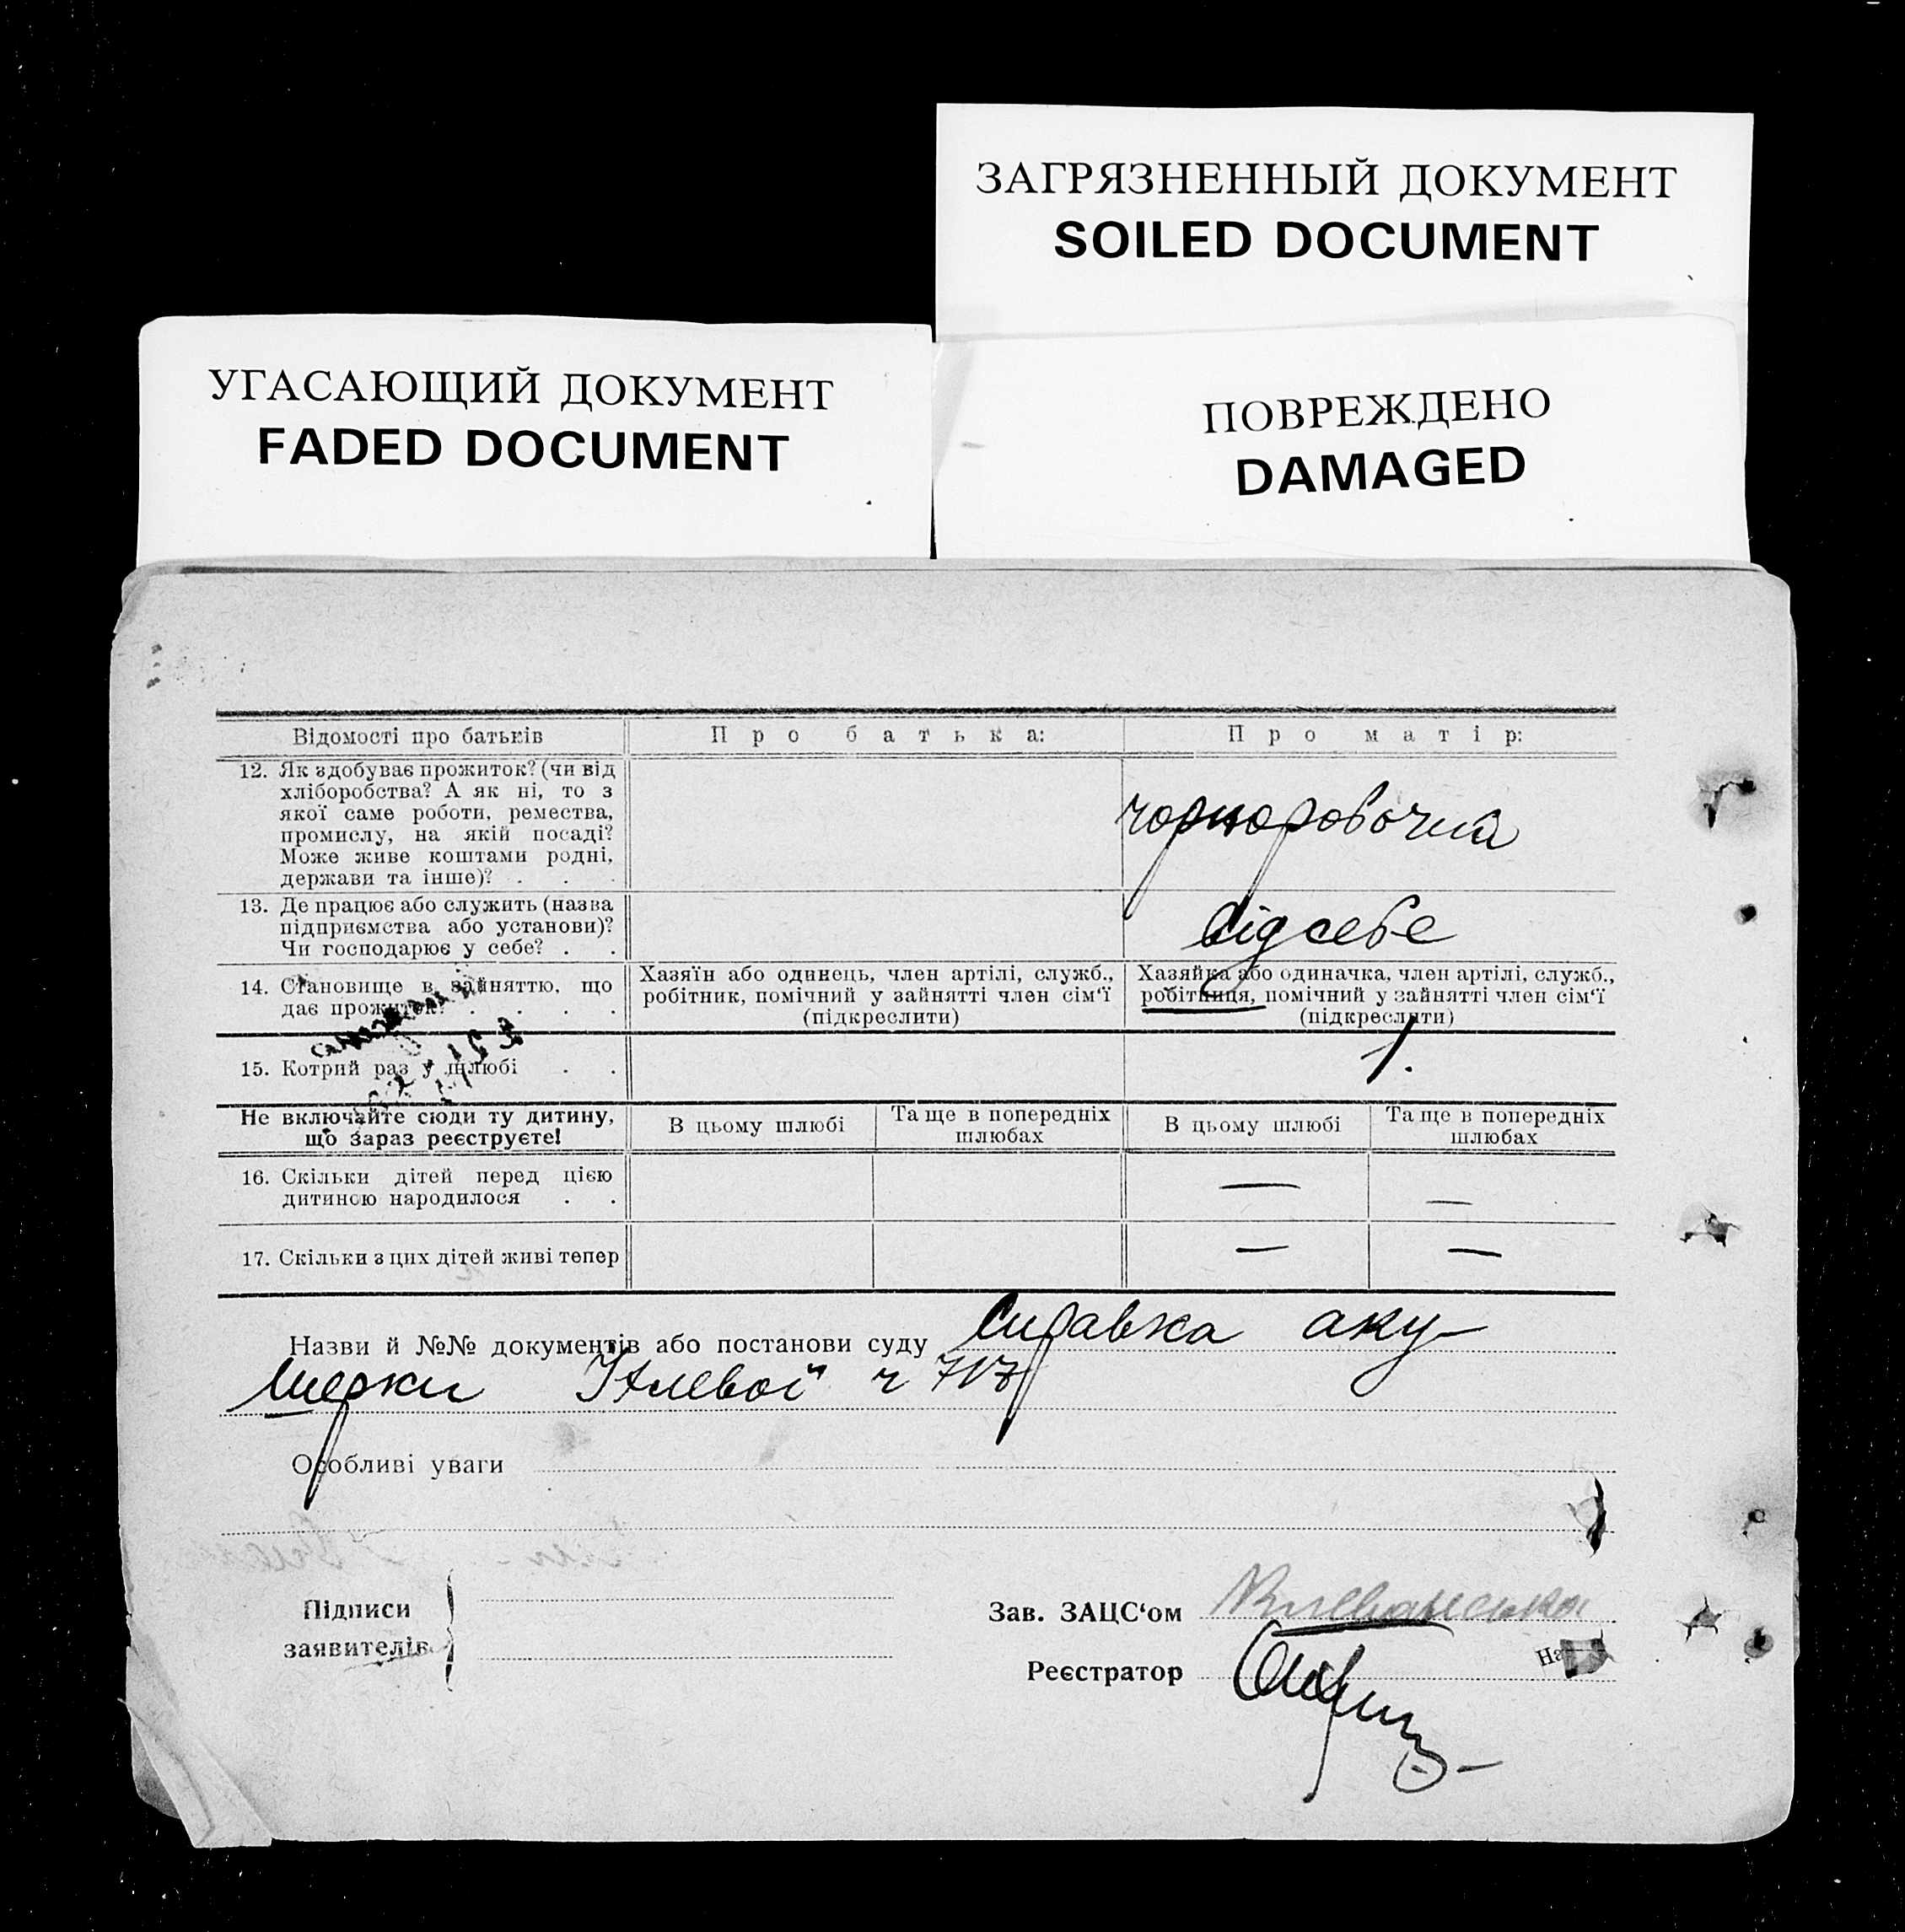 ЗАГРЯЗНЕННЫЙ ДОКУМЕНТ
SOILED DOCUMENT
УГАСАЮЩИЙ ДОКУМЕНТ
FADED DOCUMENT
ПОВРЕЖДЕНО
DAMAGED
Відомості про батьків
Про батька:
Про матір:
12. Як здобуває прожиток? (чи від
хліборобства? А як ні, то з
якої саме роботи, ремества,
промислу, на якій посаді?
Може живе коштами родні,
держави та інше)? . . .
чорноробочна
13. Де працює або служить (назва
підприємства або установи)?
Чи господарює у себе? . .
від себе
14. Становище в зайняттю, що
дає прожиток? . . . .
Хазяїн або одинець, член артілі, служб.,
робітник, помічний у зайнятті член сім‘ї
(підкреслити)
Хазяйка або одиначка, член артілі, служб.,
робітниця, помічний у зайнятті член сім‘ї
(підкреслити)
15. Котрий раз у шлюбі . .
1.
Не включайте сюди ту дитину,
що зараз реєструєте!
В цьому шлюбі
Та ще в попередніх
шлюбах
В цьому шлюбі
Та ще в попередніх
шлюбах
16. Скільки дітей перед цією
дитиною народилося . .
— —
17. Скільки з цих дітей живі тепер
— —
Назви й №№ документів або постанови суду Справка аку-
шерки ч
Особливі уваги
Підписи
заявителів
Зав. ЗАЦС‘ом
Реєстратор